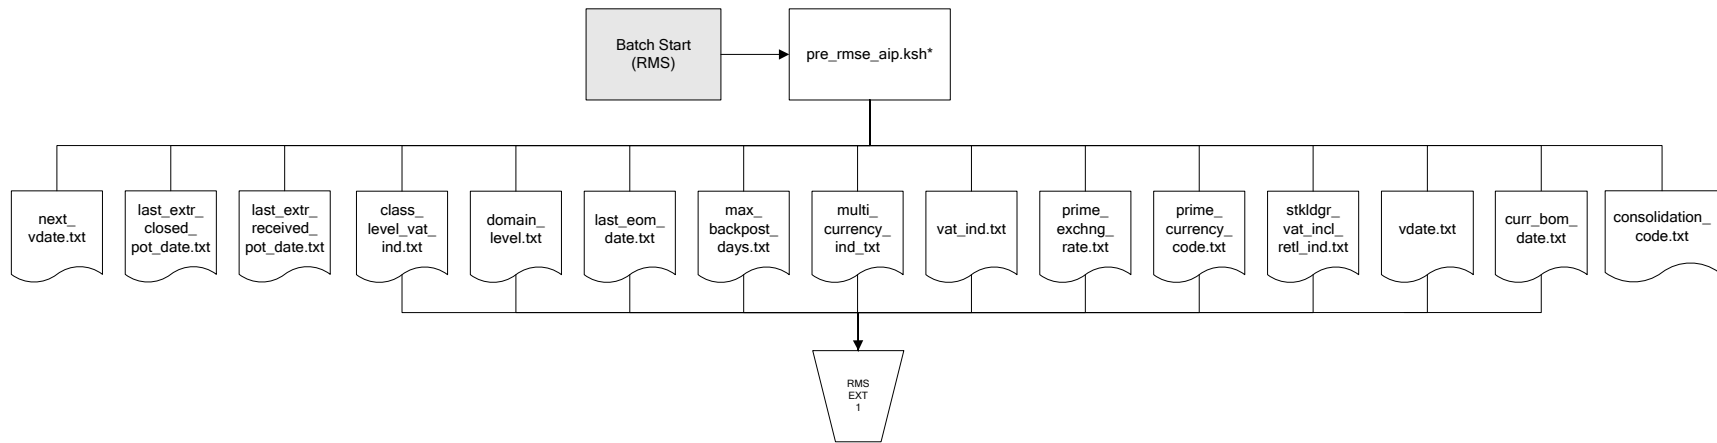 Batch Start
(RMS)
pre_rmse_aip.ksh*
next_
vdate.txt
last_extr_
closed_
pot_date.txt
last_extr_
received_
pot_date.txt
class_
level_vat_
ind.txt
domain_
level.txt
last_eom_
date.txt
max_
backpost_
days.txt
multi_
currency_
ind_txt
vat_ind.txt
prime_
exchng_
rate.txt
prime_
currency_
code.txt
stkldgr_
vat_incl_
retl_ind.txt
vdate.txt
curr_bom_
date.txt
consolidation_
code.txt
RMS
EXT
1